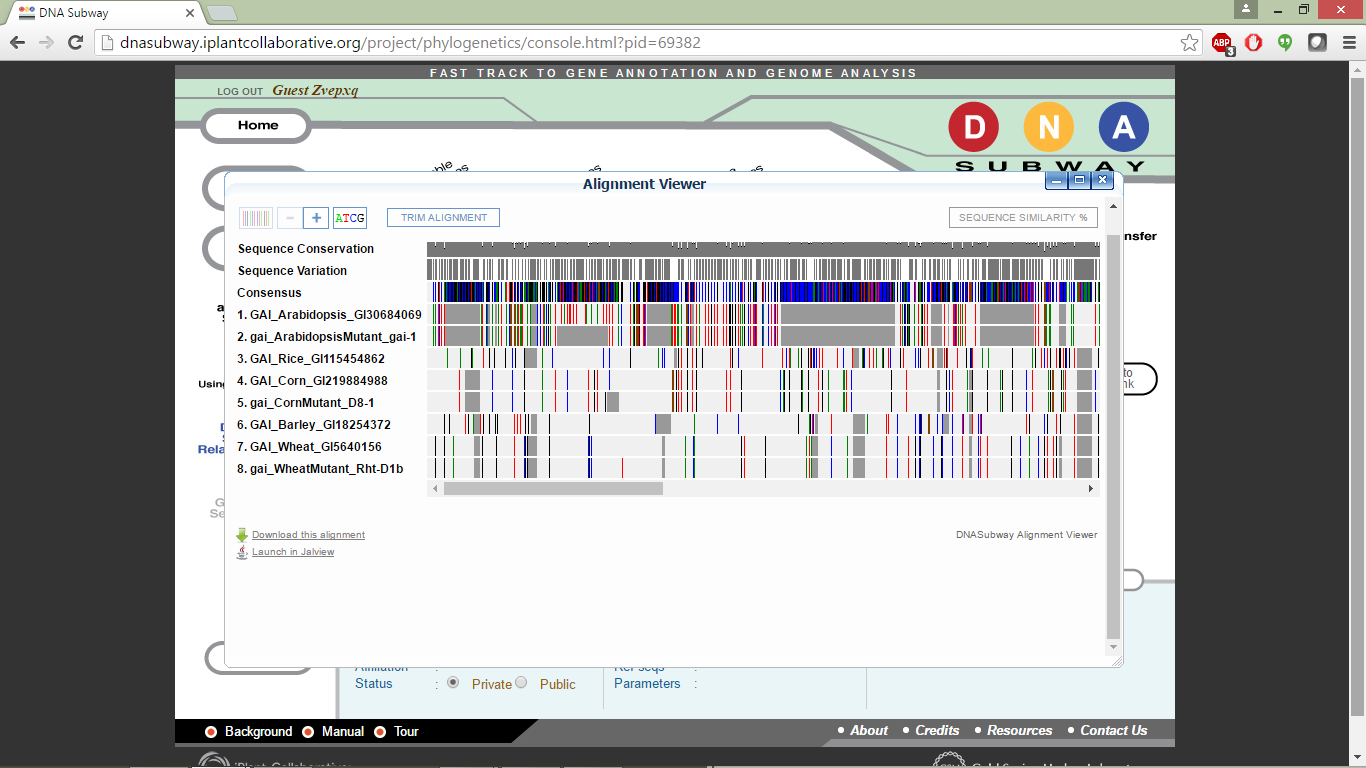 DNA Subway
dnasubway.iplantcollaborative.org/project/phylogenetics/console.html?pid=69382
ABP
3
FAST TRACK TO GENE ANNOTATION AND GENOME ANALYSIS
LOG OUT Guest Zvepxq
Home
D N A
SUBWAY
Alignment Viewer
ATCG
TRIM ALIGNMENT
SEQUENCE SIMILARITY %
Sequence Conservation
Sequence Variation
Consensus
1. GAI_Arabidopsis_GI30684069
2. gai_ArabidopsisMutant_gai-1
3. GAI_Rice_GI115454862
4. GAI_Corn_GI219884988
5. gai_CornMutant_D8-1
6. GAI_Barley_GI18254372
7. GAI_Wheat_GI5640156
8. gai_WheatMutant_Rht-D1b
Download this alignment
DNASubway Alignment Viewer
Launch in Jalview
Status : Private Public
Parameters :
Background Manual Tour
About Credits Resources Contact Us